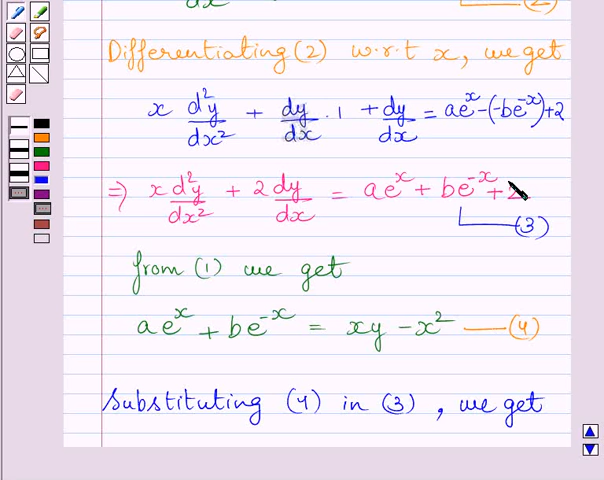 dx (2)
Differentiating (2) w.r.t x, we get
x d²y/dx² + dy/dx · 1 + dy/dx = ae^x - (-be^-x) + 2
⇒ x d²y/dx² + 2 dy/dx = ae^x + be^-x + 2
(3)
from (1) we get
ae^x + be^-x = xy - x² —— (4)
Substituting (4) in (3), we get